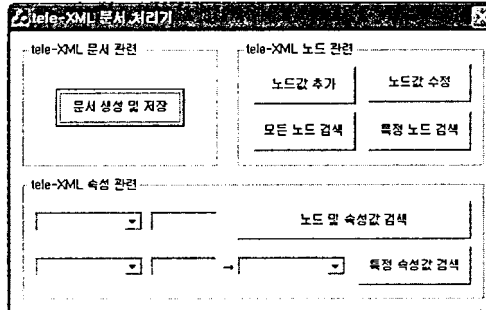 tele-XML 문서 처리기
tele-XML 문서 관련
문서 생성 및 저장
tele-XML 노드 관련
노드값 추가
노드값 수정
모든 노드 검색
특정 노드 검색
tele-XML 속성 관련
노드 및 속성값 검색
→
특정 속성값 검색